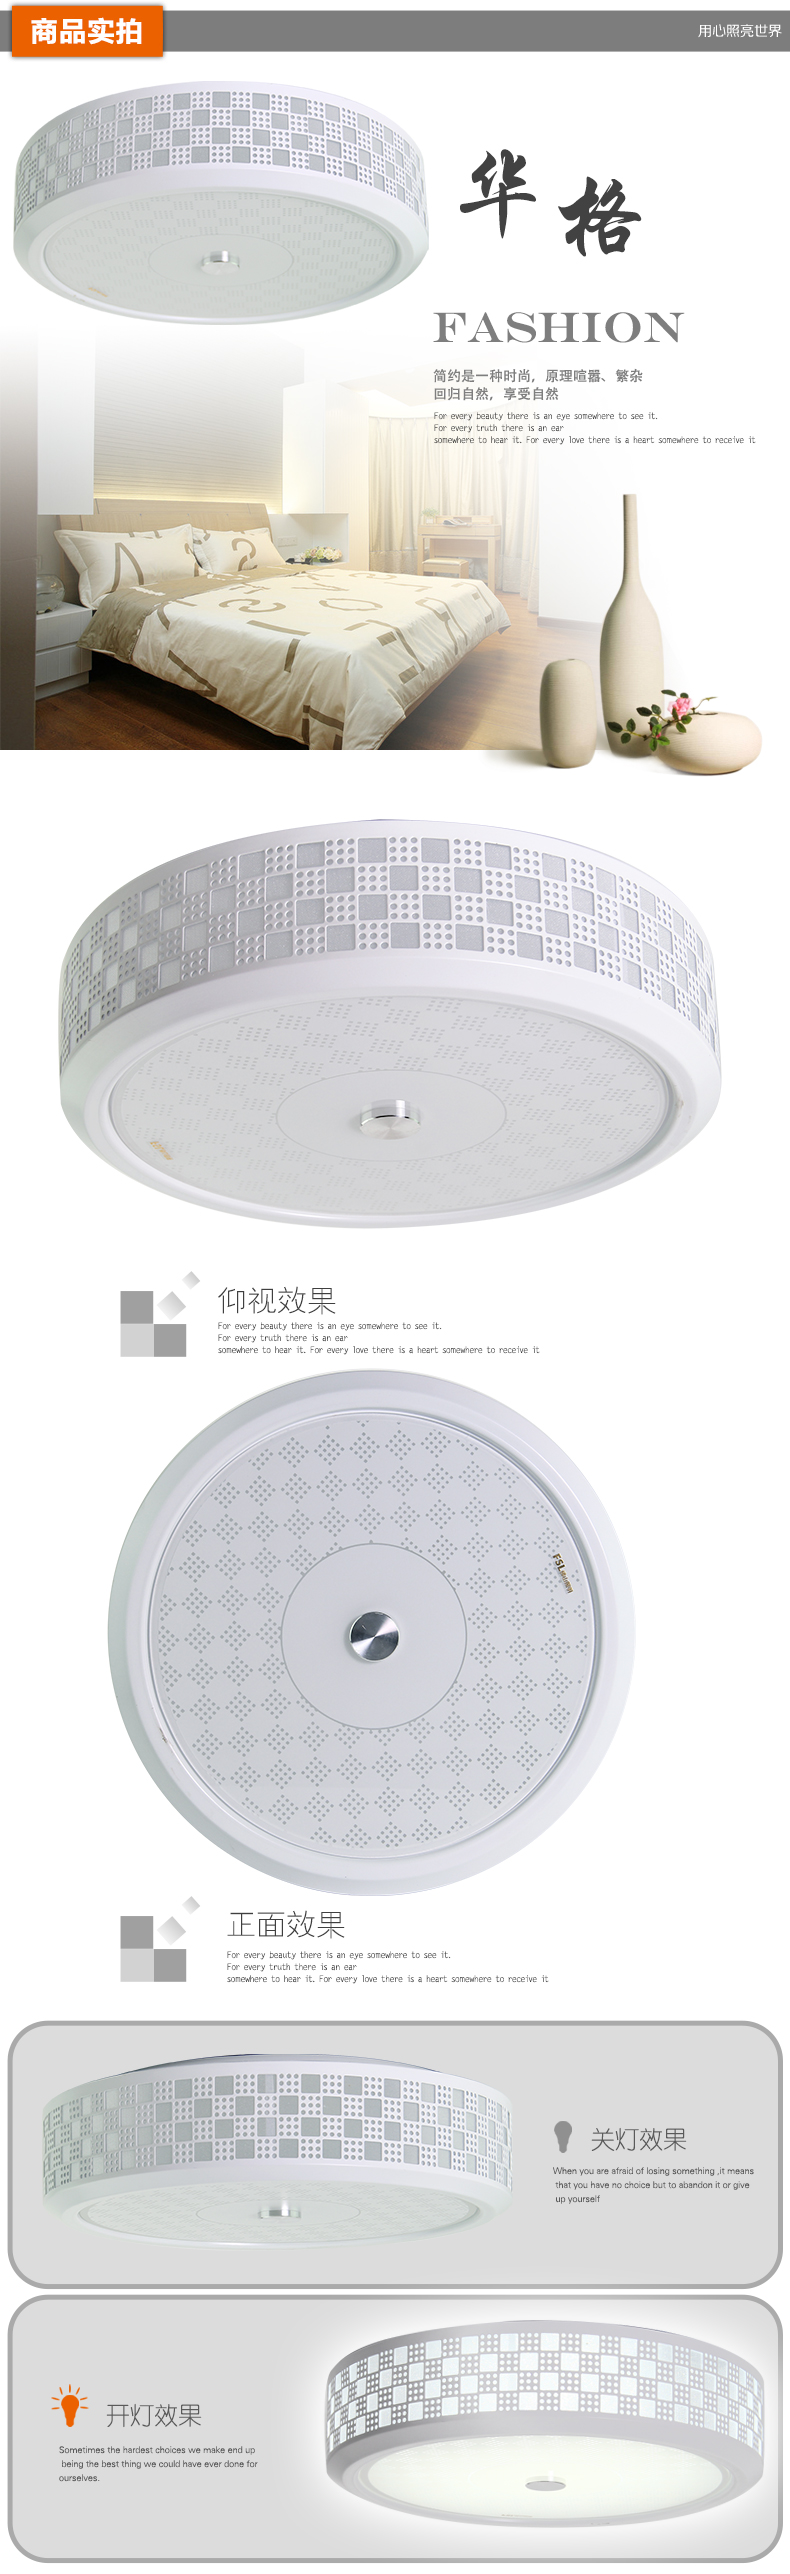 商品实拍
用心照亮世界
华格
FASHION
简约是一种时尚，原理喧嚣、繁杂
回归自然，享受自然
For every beauty there is an eye somewhere to see it.
For every truth there is an ear
somewhere to hear it. For every love there is a heart somewhere to receive it
仰视效果
For every beauty there is an eye somewhere to see it.
For every truth there is an ear
somewhere to hear it. For every love there is a heart somewhere to receive it
FSL
正面效果
For every beauty there is an eye somewhere to see it.
For every truth there is an ear
somewhere to hear it. For every love there is a heart somewhere to receive it
关灯效果
When you are afraid of losing something ,it means
that you have no choice but to abandon it or give
up yourself
开灯效果
Sometimes the hardest choices we make end up
being the best thing we could have ever done for
ourselves.